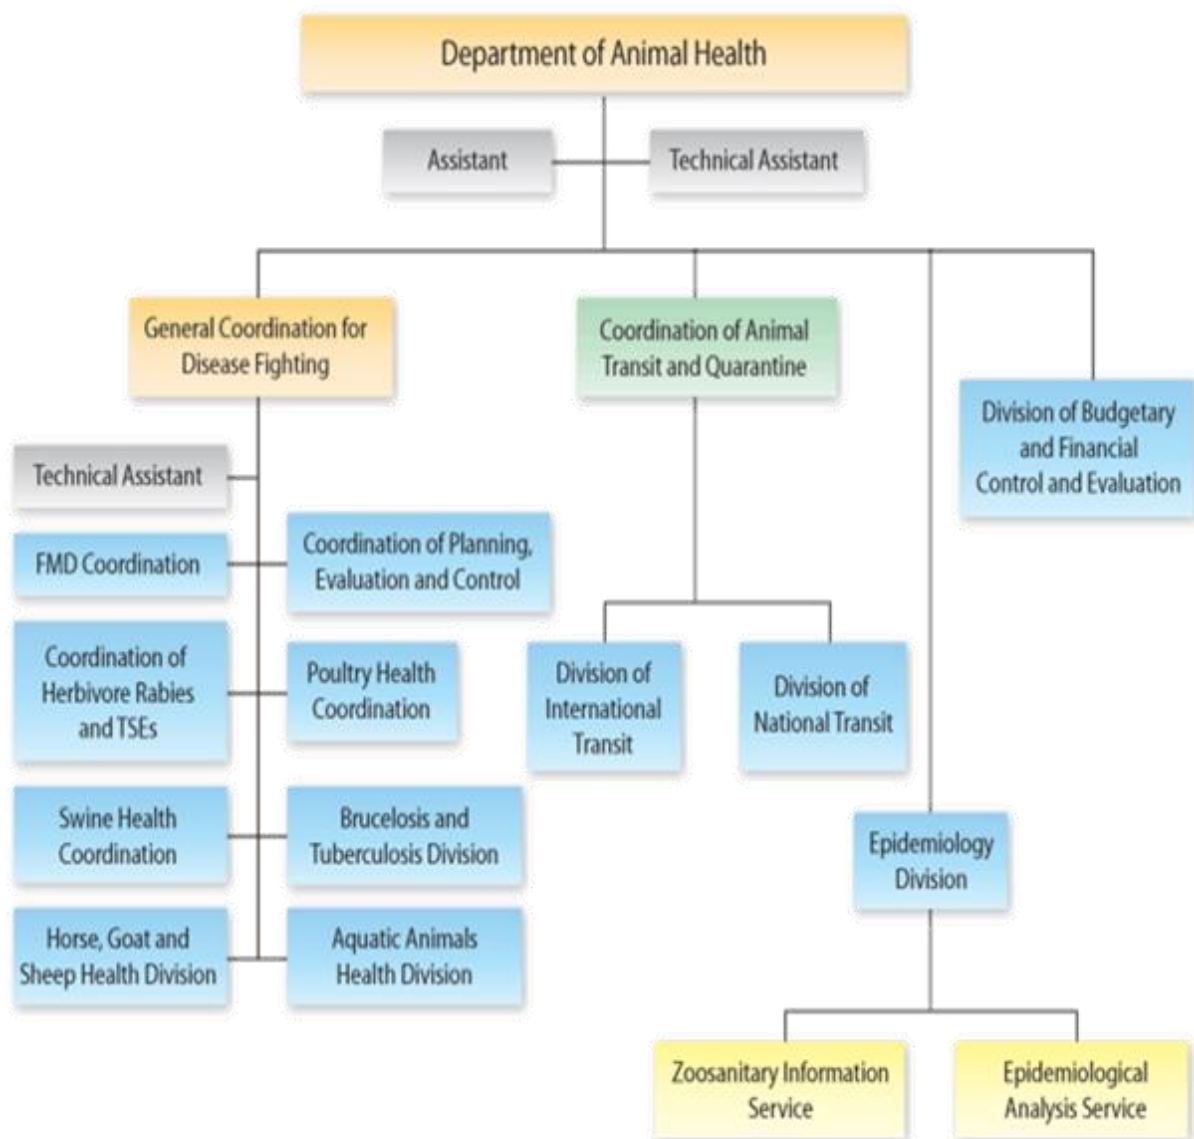 Department of Animal Health
Assistant
Technical Assistant
General Coordination for
Disease Fighting
Coordination of Animal
Transit and Quarantine
Division of Budgetary
and Financial
Control and Evaluation
Technical Assistant
FMD Coordination
Coordination of Planning,
Evaluation and Control
Coordination of
Herbivore Rabies
and TSEs
Poultry Health
Coordination
Division of
International
Transit
Division of
National Transit
Swine Health
Coordination
Brucelosis and
Tuberculosis Division
Epidemiology
Division
Horse, Goat and
Sheep Health Division
Aquatic Animals
Health Division
Zoosanitary Information
Service
Epidemiological
Analysis Service